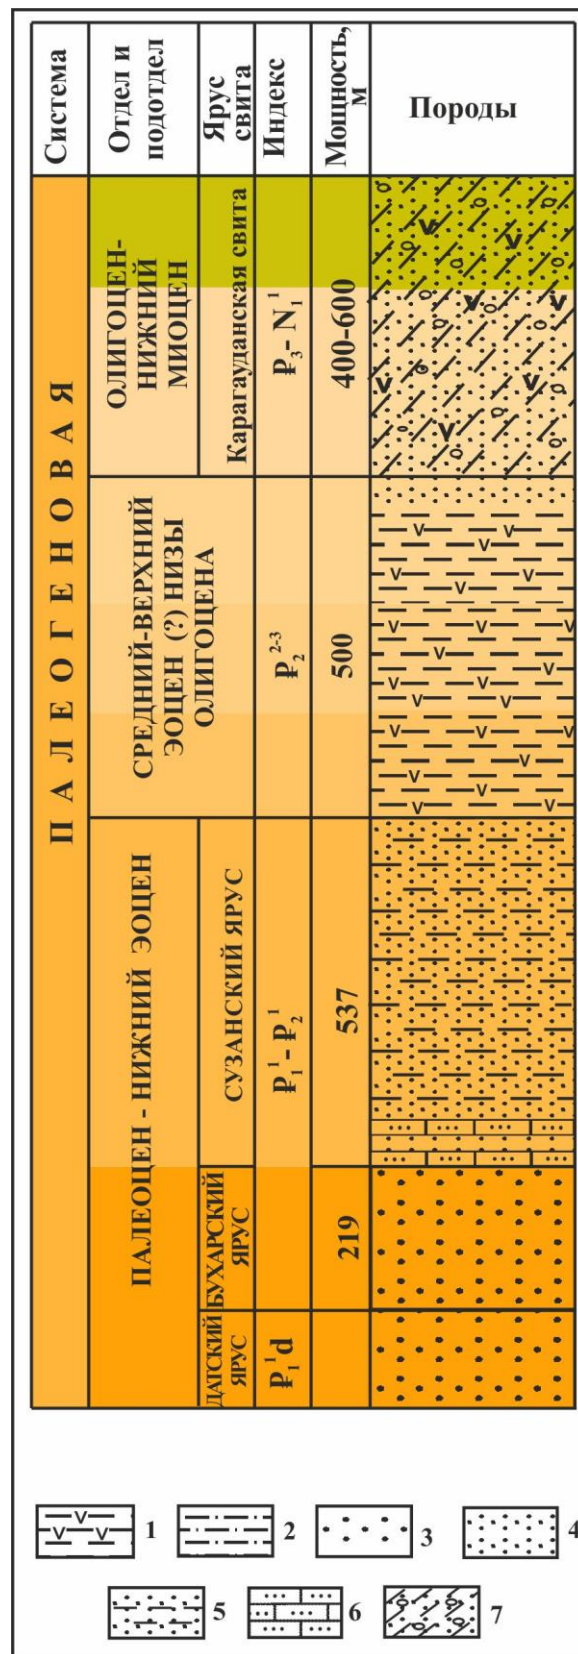 Система
Отдел и
подотдел
Ярус
свита
Индекс
Мощность,
м
Породы
ПАЛЕОГЕНОВАЯ
ОЛИГОЦЕН-
НИЖНИЙ
МИОЦЕН
Карагауданская свита
₽₃- N₁¹
400-600
СРЕДНИЙ-ВЕРХНИЙ
ЭОЦЕН (?) НИЗЫ
ОЛИГОЦЕНА
₽₂²⁻³
500
ПАЛЕОЦЕН - НИЖНИЙ ЭОЦЕН
СУЗАНСКИЙ ЯРУС
₽₁¹- ₽₂¹
537
БУХАРСКИЙ
ЯРУС
219
ДАТСКИЙ
ЯРУС
₽₁¹d
1
2
3
4
5
6
7